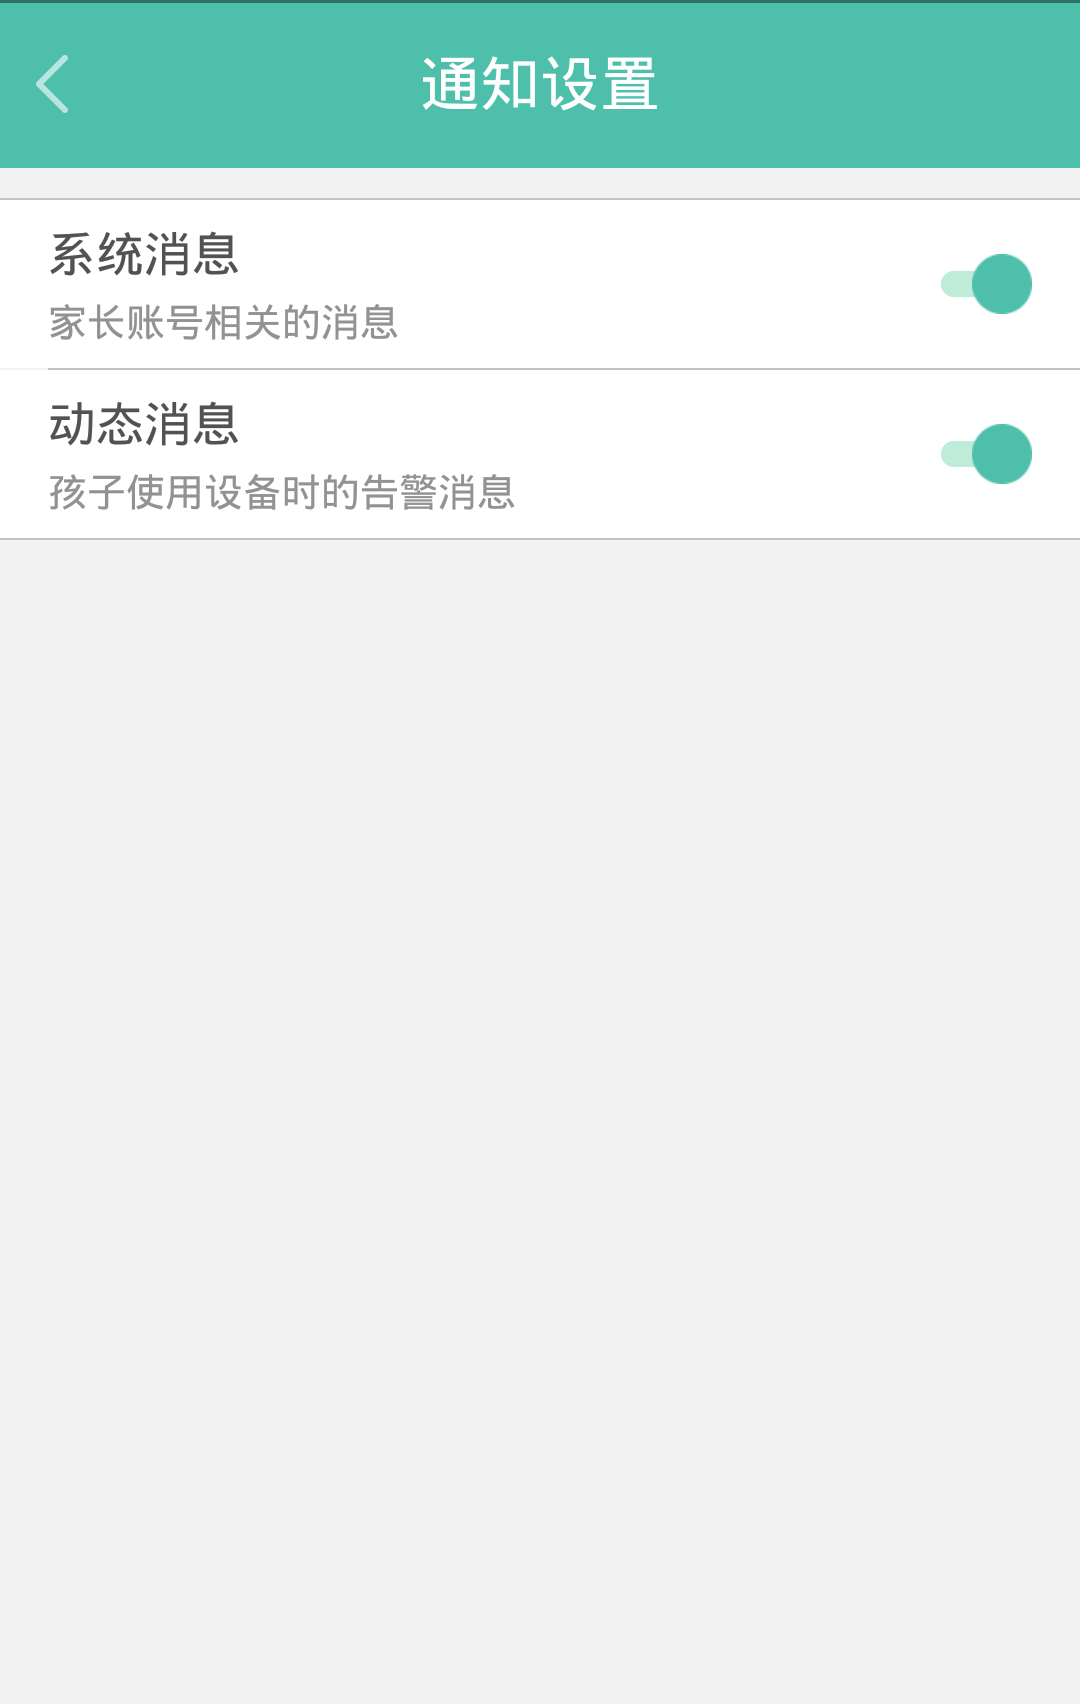 通知设置
系统消息
家长账号相关的消息
动态消息
孩子使用设备时的告警消息